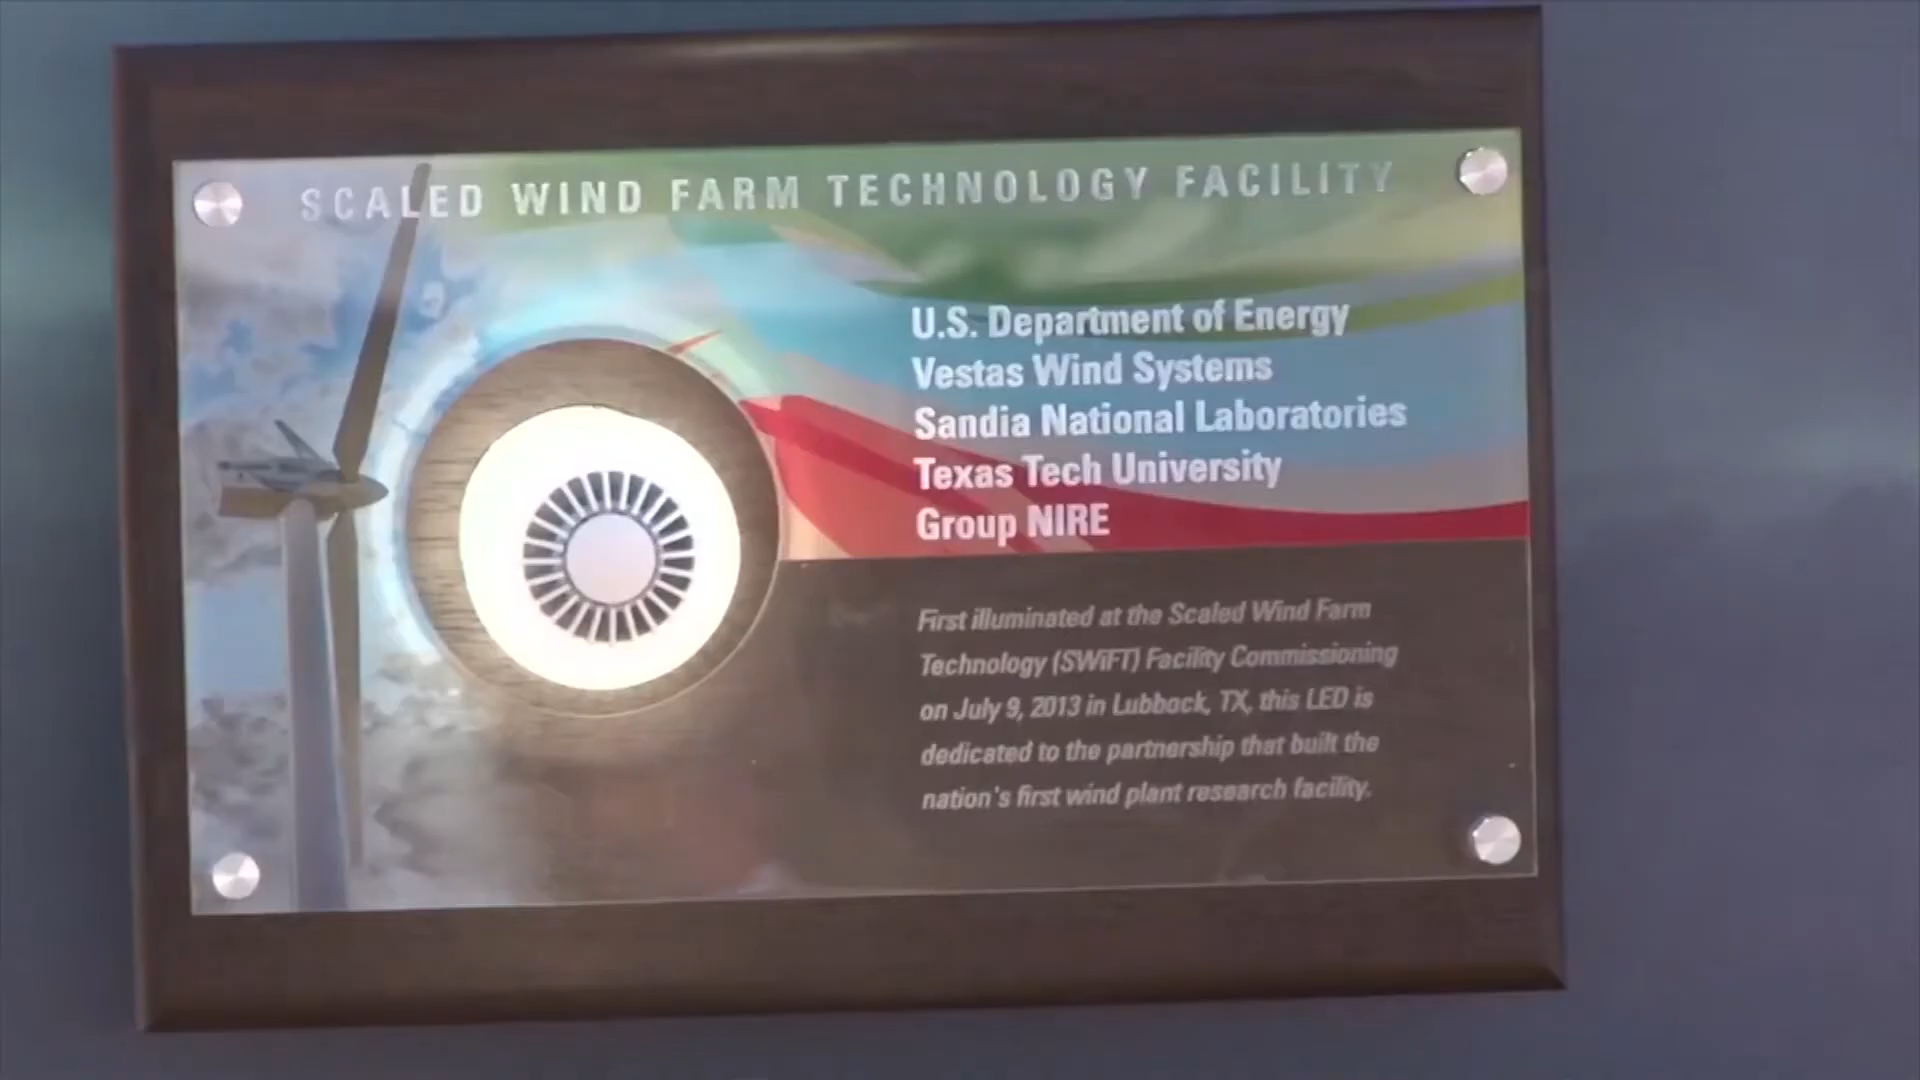 SCALED WIND FARM TECHNOLOGY FACILITY
U.S. Department of Energy
Vestas Wind Systems
Sandia National Laboratories
Texas Tech University
Group NIRE
First illuminated at the Scaled Wind Farm
Technology (SWiFT) Facility Commissioning
on July 9, 2013 in Lubbock, TX, this LED is
dedicated to the partnership that built the
nation's first wind plant research facility.